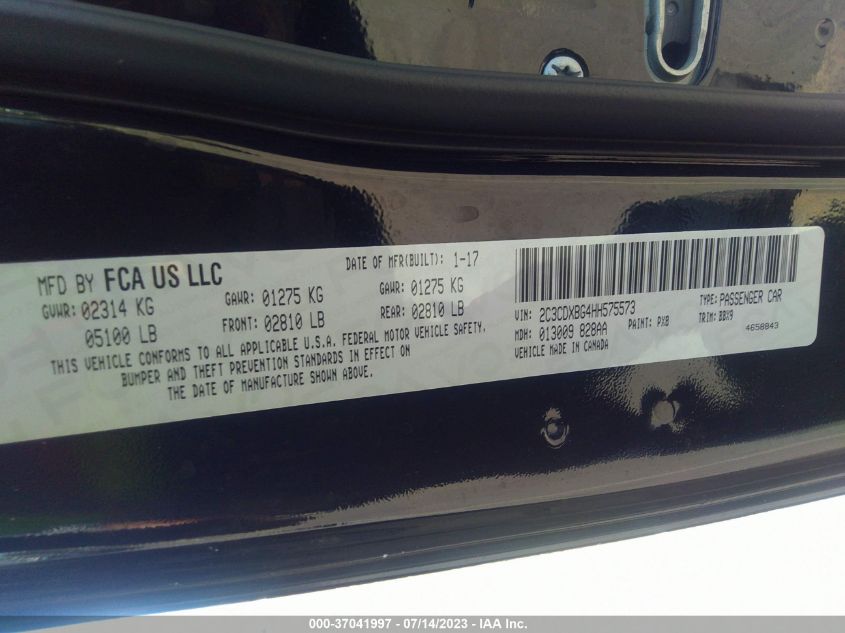 MFD BY FCA US LLC
DATE OF MFR(BUILT): 1-17
GVWR: 02314 KG
05100 LB
GAWR: 01275 KG
FRONT: 02810 LB
GAWR: 01275 KG
REAR: 02810 LB
THIS VEHICLE CONFORMS TO ALL APPLICABLE U.S.A. FEDERAL MOTOR VEHICLE SAFETY,
BUMPER AND THEFT PREVENTION STANDARDS IN EFFECT ON
THE DATE OF MANUFACTURE SHOWN ABOVE.
VIN: 2C3CDXBG4HH575573
TYPE: PASSENGER CAR
MDH: 013009 828AA
PAINT: PX8
TRIM: BBX9
VEHICLE MADE IN CANADA
4658843
000-37041997 - 07/14/2023 - IAA Inc.